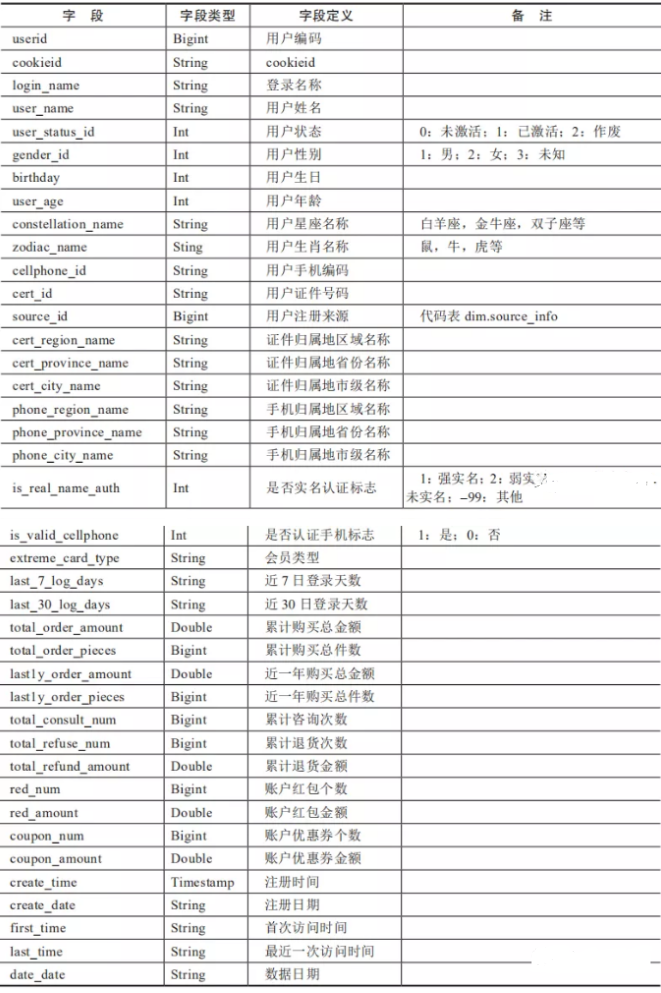 字 段 字段类型 字段定义 备 注
userid Bigint 用户编码
cookieid String cookieid
login_name String 登录名称
user_name String 用户姓名
user_status_id Int 用户状态 0：未激活；1：已激活；2：作废
gender_id Int 用户性别 1：男；2：女；3：未知
birthday Int 用户生日
user_age Int 用户年龄
constellation_name String 用户星座名称 白羊座，金牛座，双子座等
zodiac_name Sting 用户生肖名称 鼠，牛，虎等
cellphone_id String 用户手机编码
cert_id String 用户证件号码
source_id Bigint 用户注册来源 代码表 dim.source_info
cert_region_name String 证件归属地区域名称
cert_province_name String 证件归属地省份名称
cert_city_name String 证件归属地市级名称
phone_region_name String 手机归属地区域名称
phone_province_name String 手机归属地省份名称
phone_city_name String 手机归属地市级名称
is_real_name_auth Int 是否实名认证标志 1：强实名；2：弱实
未实名；–99：其他
is_valid_cellphone Int 是否认证手机标志 1：是；0：否
extreme_card_type String 会员类型
last_7_log_days String 近 7 日登录天数
last_30_log_days String 近 30 日登录天数
total_order_amount Double 累计购买总金额
total_order_pieces Bigint 累计购买总件数
lastly_order_amount Double 近一年购买总金额
lastly_order_pieces Bigint 近一年购买总件数
total_consult_num Bigint 累计咨询次数
total_refuse_num Bigint 累计退货次数
total_refund_amount Double 累计退货金额
red_num Bigint 账户红包个数
red_amount Double 账户红包金额
coupon_num Bigint 账户优惠券个数
coupon_amount Double 账户优惠券金额
create_time Timestamp 注册时间
create_date String 注册日期
first_time String 首次访问时间
last_time String 最近一次访问时间
date_date String 数据日期